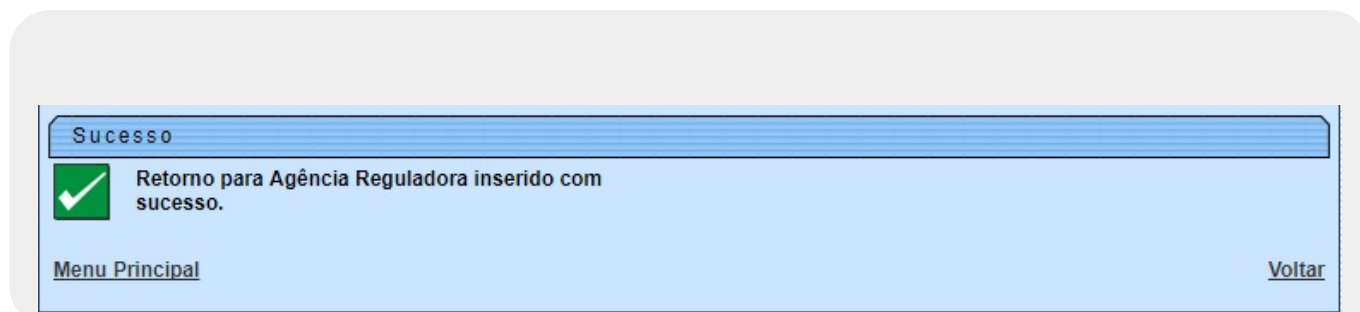 Sucesso
Retorno para Agência Reguladora inserido com
sucesso.
Menu Principal
Voltar